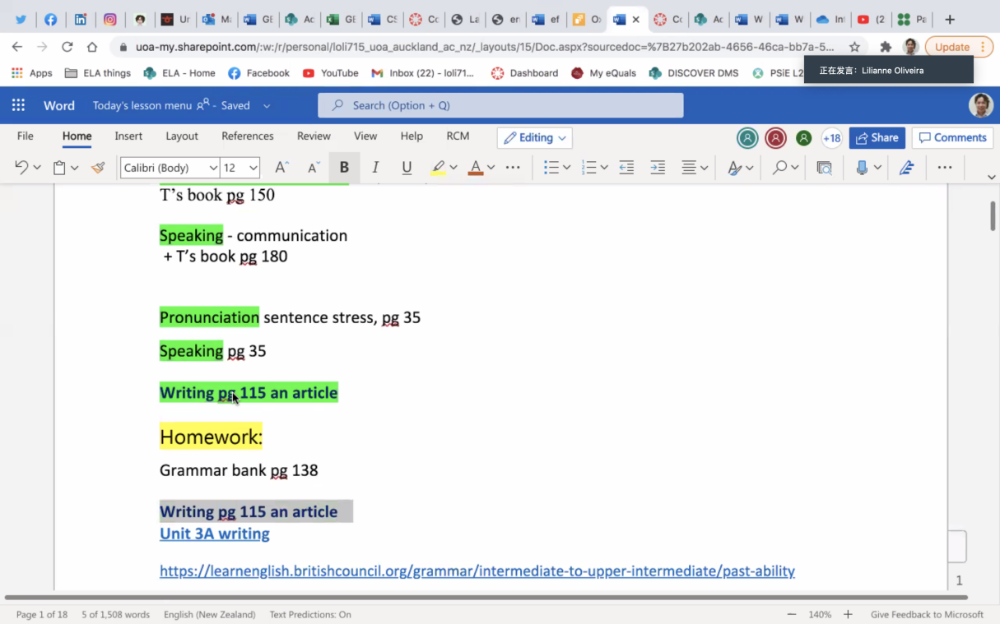 Ur
Ma
GE
Ac
GE
CS
Co
La
er
ef
Ox
Co
Ac
W
W
Int
(2
Pa
uoa-my.sharepoint.com/:w:/r/personal/loli715_uoa_auckland_ac_nz/_layouts/15/Doc.aspx?sourcedoc=%7B27b202ab-4656-46ca-bb7a-5...
Update
Apps ELA things ELA - Home Facebook YouTube Inbox (22) - loli71... Dashboard My eQuals DISCOVER DMS PSiE L2
正在发言: Lilianne Oliveira
Word Today's lesson menu - Saved
Search (Option + Q)
File Home Insert Layout References Review View Help RCM Editing +18 Share Comments
Calibri (Body) 12 A A B I U A
T's book pg 150
Speaking - communication
+ T's book pg 180
Pronunciation sentence stress, pg 35
Speaking pg 35
Writing pg 115 an article
Homework:
Grammar bank pg 138
Writing pg 115 an article
Unit 3A writing
https://learnenglish.britishcouncil.org/grammar/intermediate-to-upper-intermediate/past-ability
1
Page 1 of 18 5 of 1,508 words English (New Zealand) Text Predictions: On 140% Give Feedback to Microsoft